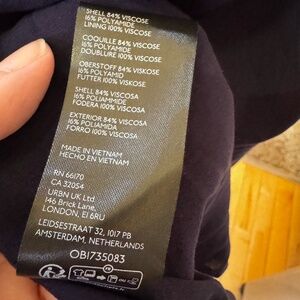 SHELL 84% VISCOSE
16% POLYAMIDE
LINING 100% VISCOSE
COQUILLE 84% VISCOSE
16% POLYAMIDE
DOUBLURE 100% VISCOSE
OBERSTOFF 84% VISKOSE
16% POLYAMID
FUTTER 100% VISKOSE
SHELL 84% VISCOSA
16% POLIAMMIDE
FODERA 100% VISCOSA
EXTERIOR 84% VISCOSA
16% POLIAMIDA
FORRO 100% VISCOSA
MADE IN VIETNAM
HECHO EN VIETNAM
RN 66170
CA 32054
URBN UK Ltd
146 Brick Lane,
LONDON, E1 6RU
LEIDSESTRAAT 32, 1017 PB
AMSTERDAM, NETHERLANDS
OB1735083
FR